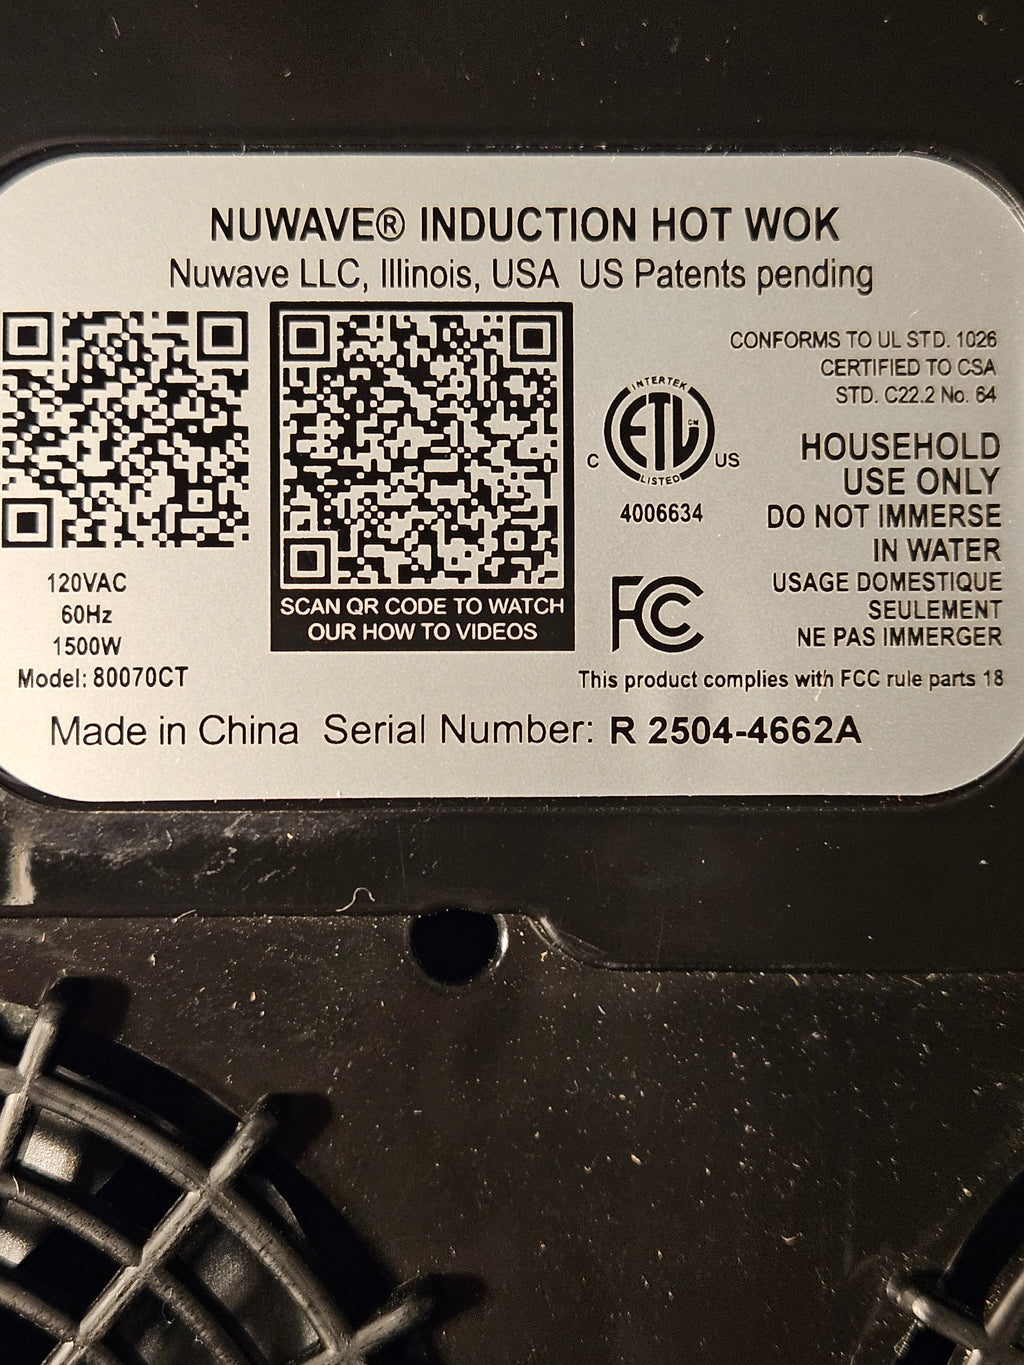 NUWAVE® INDUCTION HOT WOK
Nuwave LLC, Illinois, USA US Patents pending
120VAC
60Hz
1500W
Model: 80070CT
SCAN QR CODE TO WATCH
OUR HOW TO VIDEOS
INTERTEK
ETL CM
LISTED
C US
4006634
FC
CONFORMS TO UL STD. 1026
CERTIFIED TO CSA
STD. C22.2 No. 64
HOUSEHOLD
USE ONLY
DO NOT IMMERSE
IN WATER
USAGE DOMESTIQUE
SEULEMENT
NE PAS IMMERGER
This product complies with FCC rule parts 18
Made in China Serial Number: R 2504-4662A